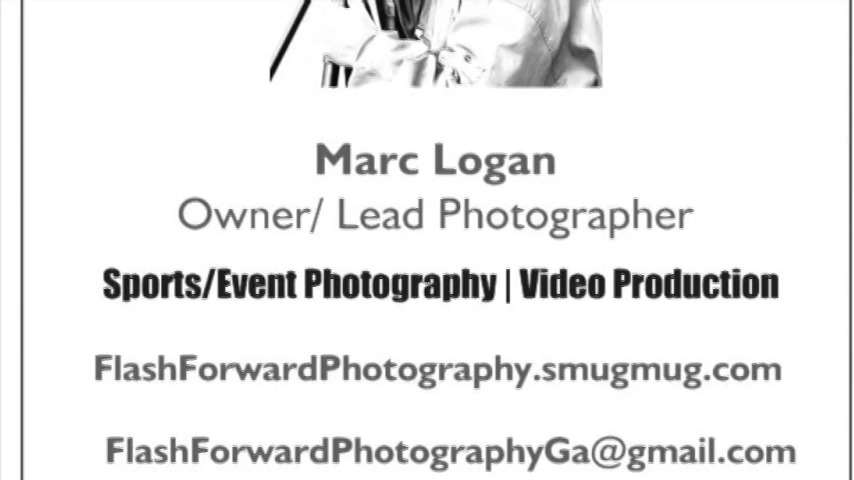 Marc Logan
Owner/ Lead Photographer
Sports/Event Photography | Video Production
FlashForwardPhotography.smugmug.com
FlashForwardPhotographyGa@gmail.com